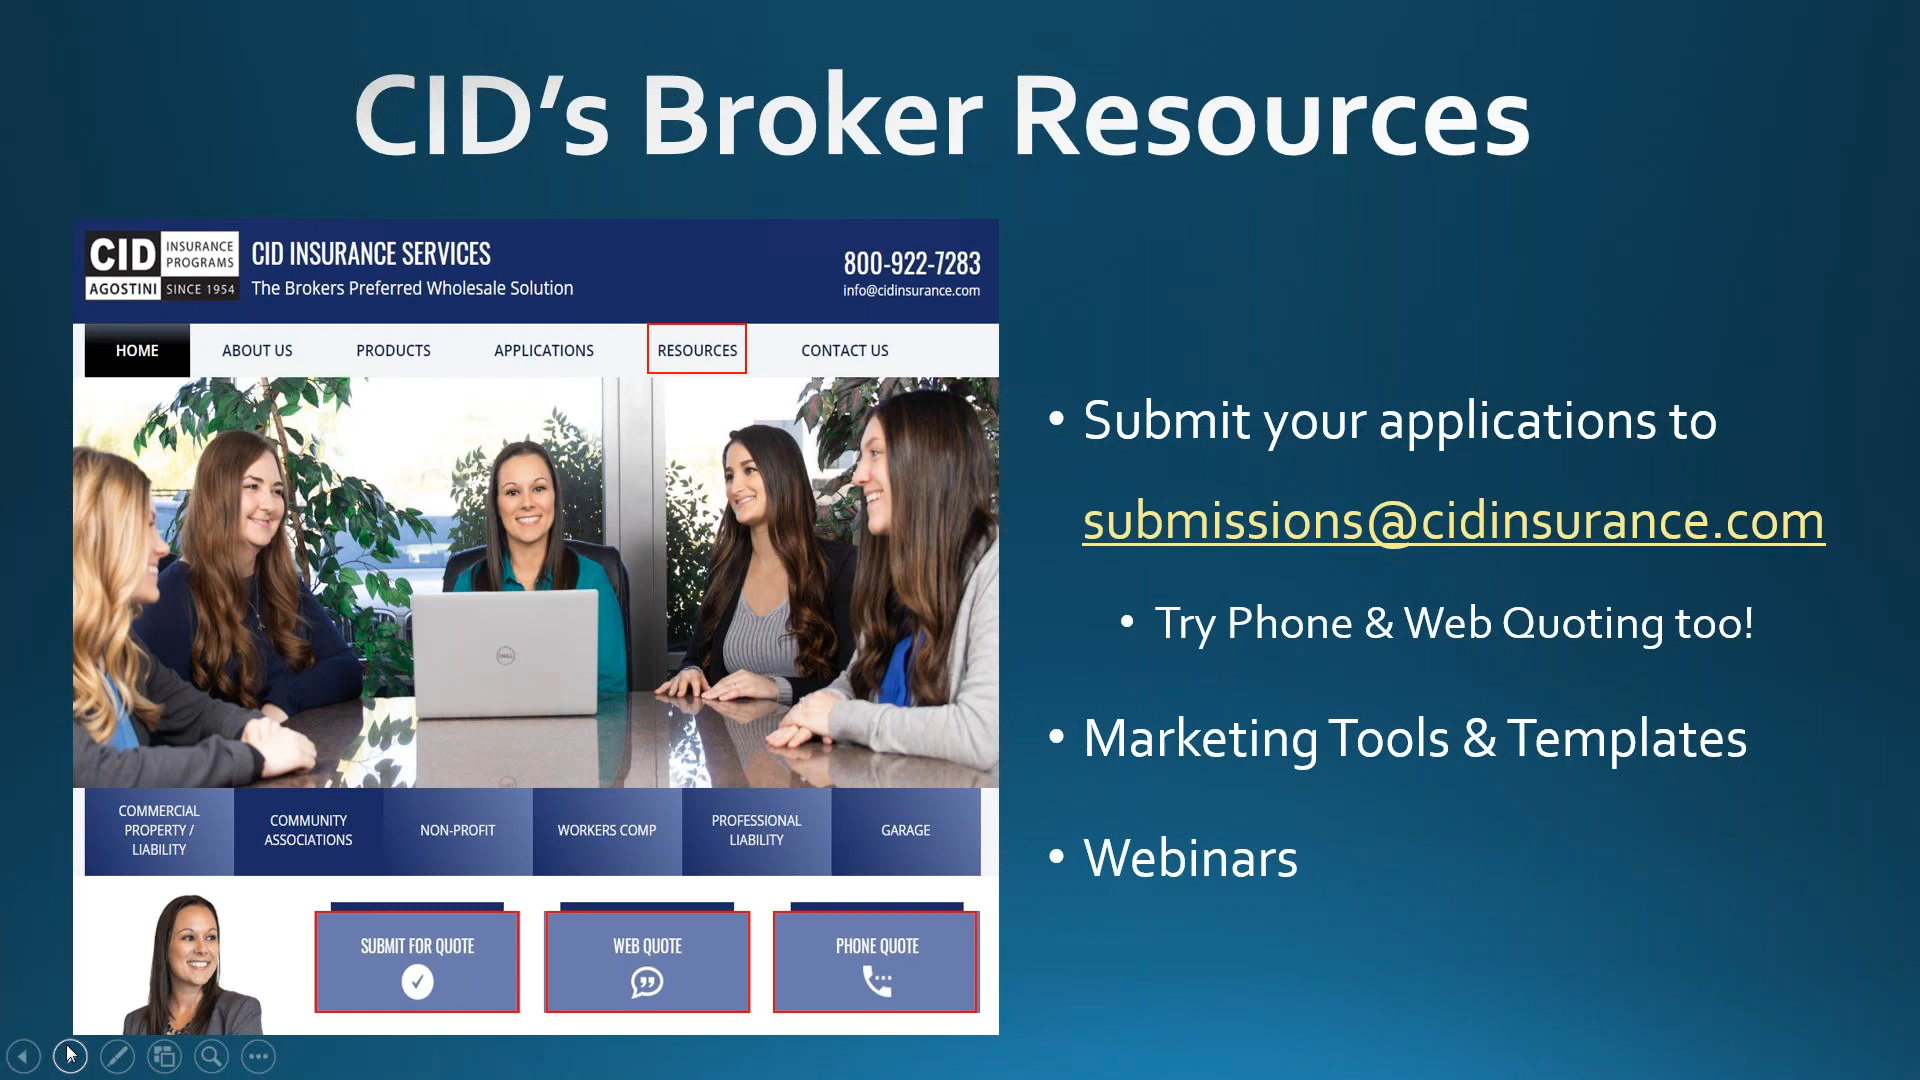 CID’s Broker Resources
CID
INSURANCE
PROGRAMS
AGOSTINI
SINCE 1954
CID INSURANCE SERVICES
The Brokers Preferred Wholesale Solution
800-922-7283
info@cidinsurance.com
HOME
ABOUT US
PRODUCTS
APPLICATIONS
RESOURCES
CONTACT US
DELL
COMMERCIAL
PROPERTY /
LIABILITY
COMMUNITY
ASSOCIATIONS
NON-PROFIT
WORKERS COMP
PROFESSIONAL
LIABILITY
GARAGE
SUBMIT FOR QUOTE
WEB QUOTE
PHONE QUOTE
• Submit your applications to
submissions@cidinsurance.com
• Try Phone & Web Quoting too!
• Marketing Tools & Templates
• Webinars